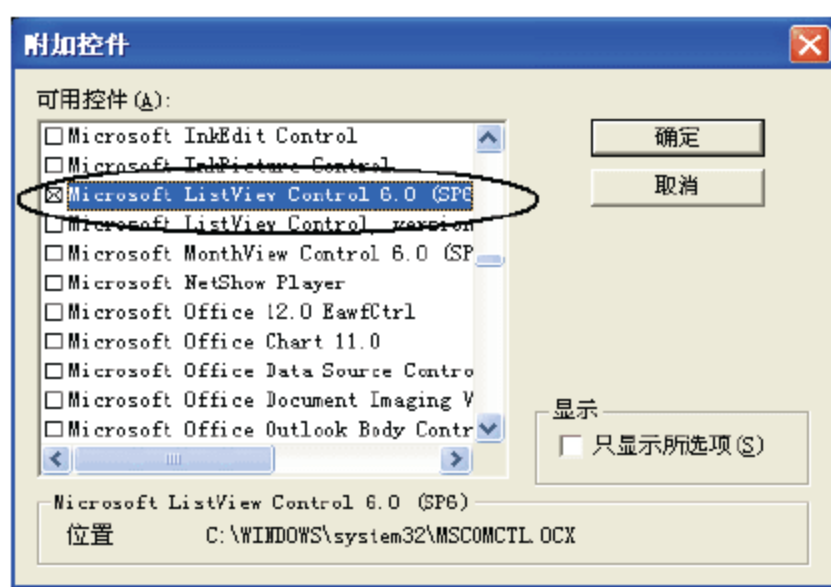 附加控件
可用控件(A):
Microsoft InkEdit Control
Microsoft InkPicture Control
Microsoft ListView Control 6.0 (SP6
Microsoft ListView Control, version
Microsoft MonthView Control 6.0 (SP
Microsoft NetShow Player
Microsoft Office 12.0 EawfCtrl
Microsoft Office Chart 11.0
Microsoft Office Data Source Contro
Microsoft Office Document Imaging V
Microsoft Office Outlook Body Contr
确定
取消
显示
只显示所选项(S)
Microsoft ListView Control 6.0 (SP6)
位置 C:\WINDOWS\system32\MSCOMCTL.OCX